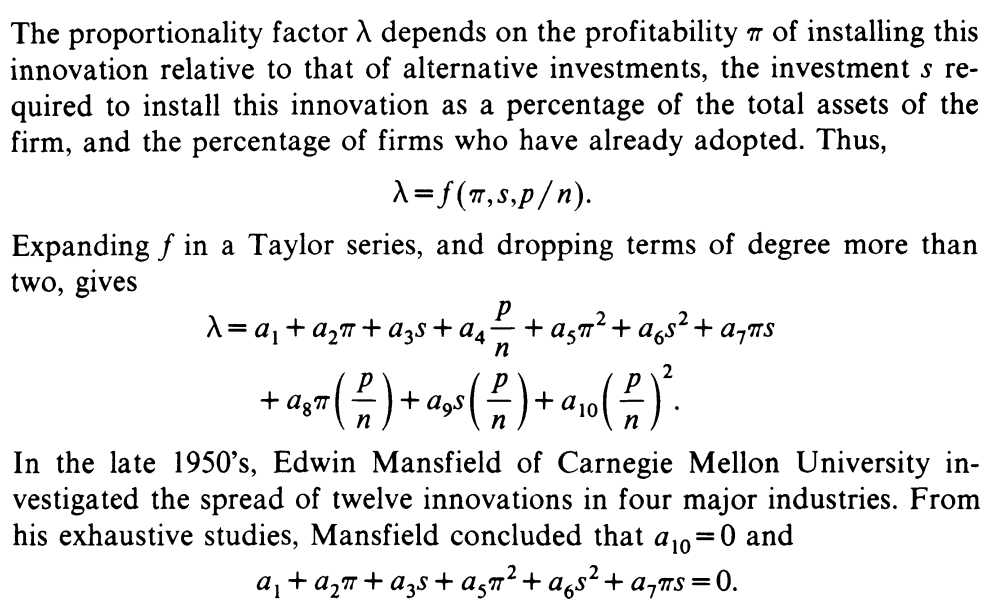 The proportionality factor λ depends on the profitability π of installing this
innovation relative to that of alternative investments, the investment s re-
quired to install this innovation as a percentage of the total assets of the
firm, and the percentage of firms who have already adopted. Thus,
λ=f(π,s,p/n).
Expanding f in a Taylor series, and dropping terms of degree more than
two, gives
λ=a₁+a₂π+a₃s+a₄ p/n +a₅π²+a₆s²+a₇πs
+a₈π(p/n)+a₉s(p/n)+a₁₀(p/n)².
In the late 1950's, Edwin Mansfield of Carnegie Mellon University in-
vestigated the spread of twelve innovations in four major industries. From
his exhaustive studies, Mansfield concluded that a₁₀=0 and
a₁+a₂π+a₃s+a₅π²+a₆s²+a₇πs=0.